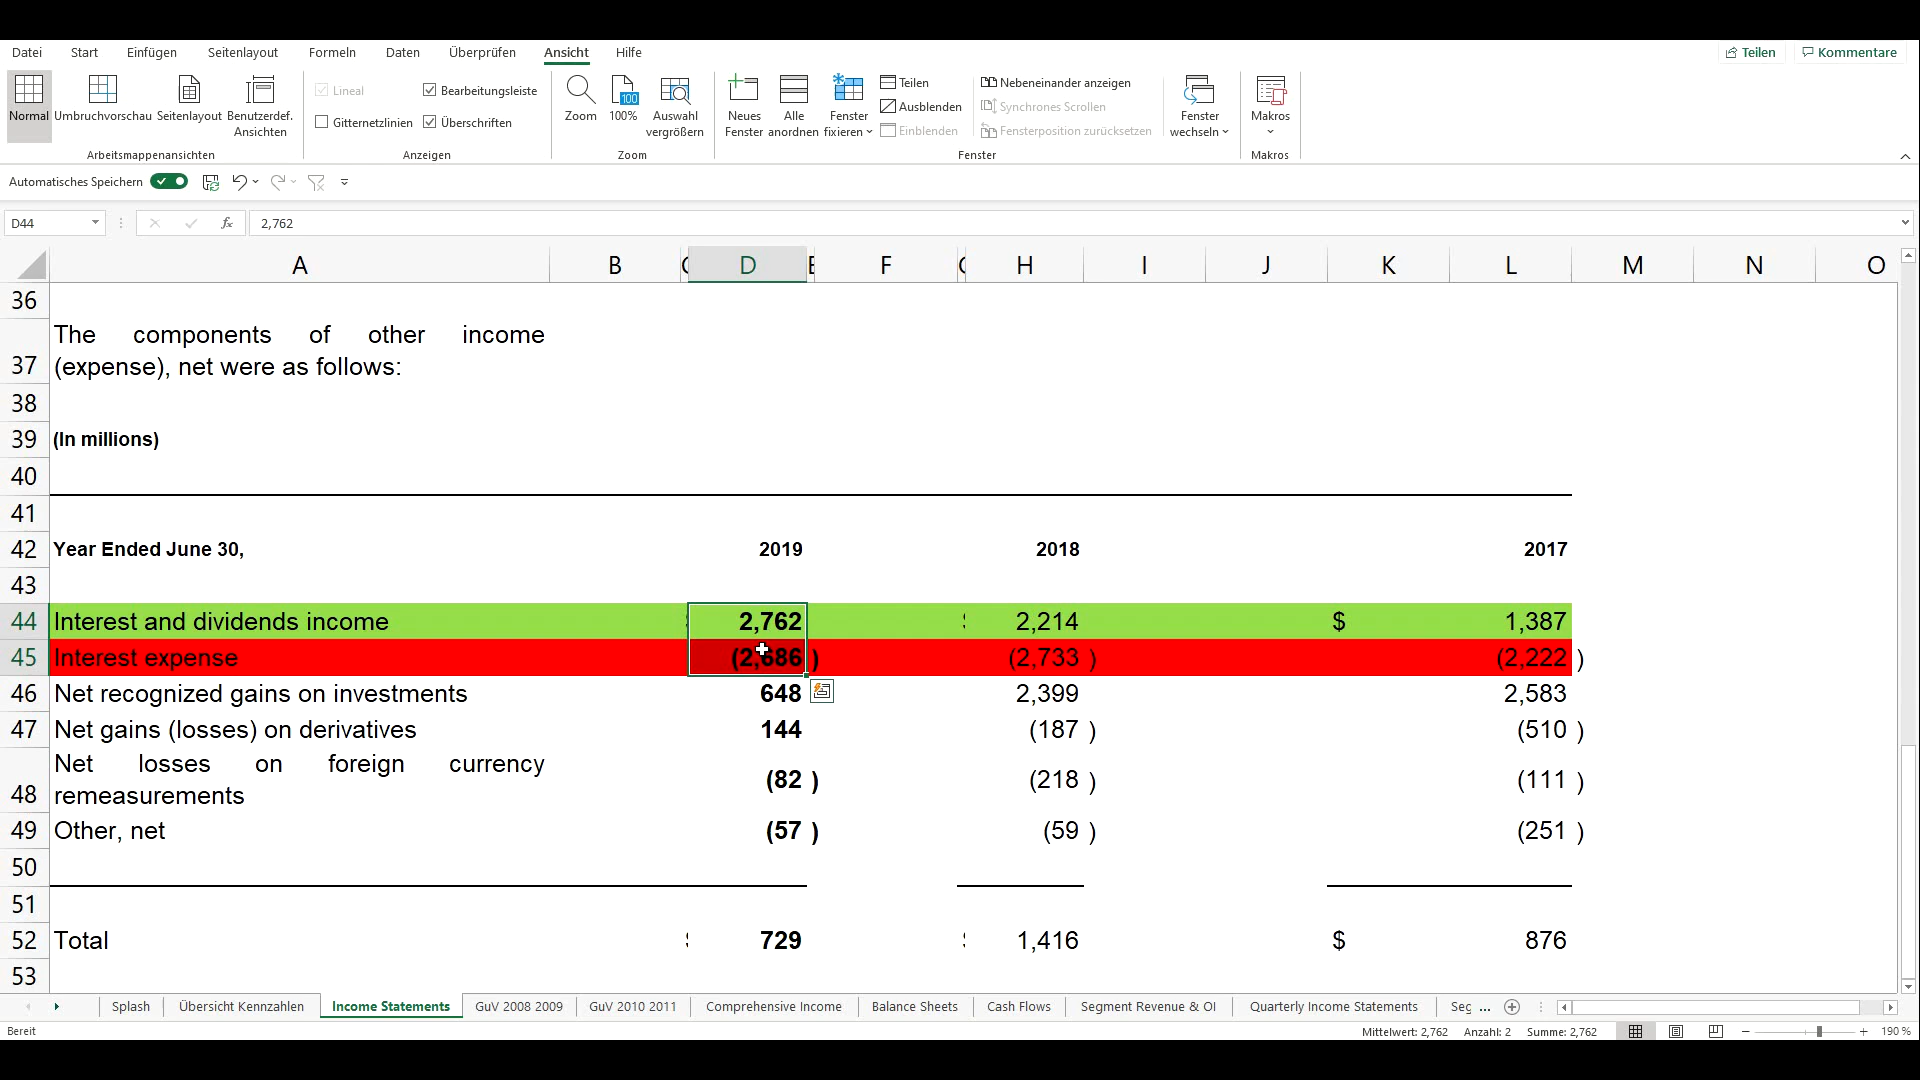 Datei Start Einfügen Seitenlayout Formeln Daten Überprüfen Ansicht Hilfe Teilen Kommentare
Normal Umbruchvorschau Seitenlayout Benutzerdef. Ansichten
Arbeitsmappenansichten
Lineal Bearbeitungsleiste
Gitternetzlinien Überschriften
Anzeigen
Zoom 100% Auswahl vergrößern
100
Zoom
Neues Fenster Alle anordnen Fenster fixieren
Teilen
Ausblenden
Einblenden
Nebeneinander anzeigen
Synchrones Scrollen
Fensterposition zurücksetzen
Fenster wechseln
Fenster
Makros
Makros
Automatisches Speichern
D44 fx 2,762
A B D F H I J K L M N O
36
37 The components of other income
(expense), net were as follows:
38
39 (In millions)
40
41
42 Year Ended June 30, 2019 2018 2017
43
44 Interest and dividends income 2,762 2,214 $ 1,387
45 Interest expense (2,686 ) (2,733 ) (2,222 )
46 Net recognized gains on investments 648 2,399 2,583
47 Net gains (losses) on derivatives 144 (187 ) (510 )
48 Net losses on foreign currency
remeasurements (82 ) (218 ) (111 )
49 Other, net (57 ) (59 ) (251 )
50
51
52 Total 729 1,416 $ 876
53
Splash Übersicht Kennzahlen Income Statements GuV 2008 2009 GuV 2010 2011 Comprehensive Income Balance Sheets Cash Flows Segment Revenue & OI Quarterly Income Statements Seg ...
Bereit Mittelwert: 2,762 Anzahl: 2 Summe: 2,762 190 %